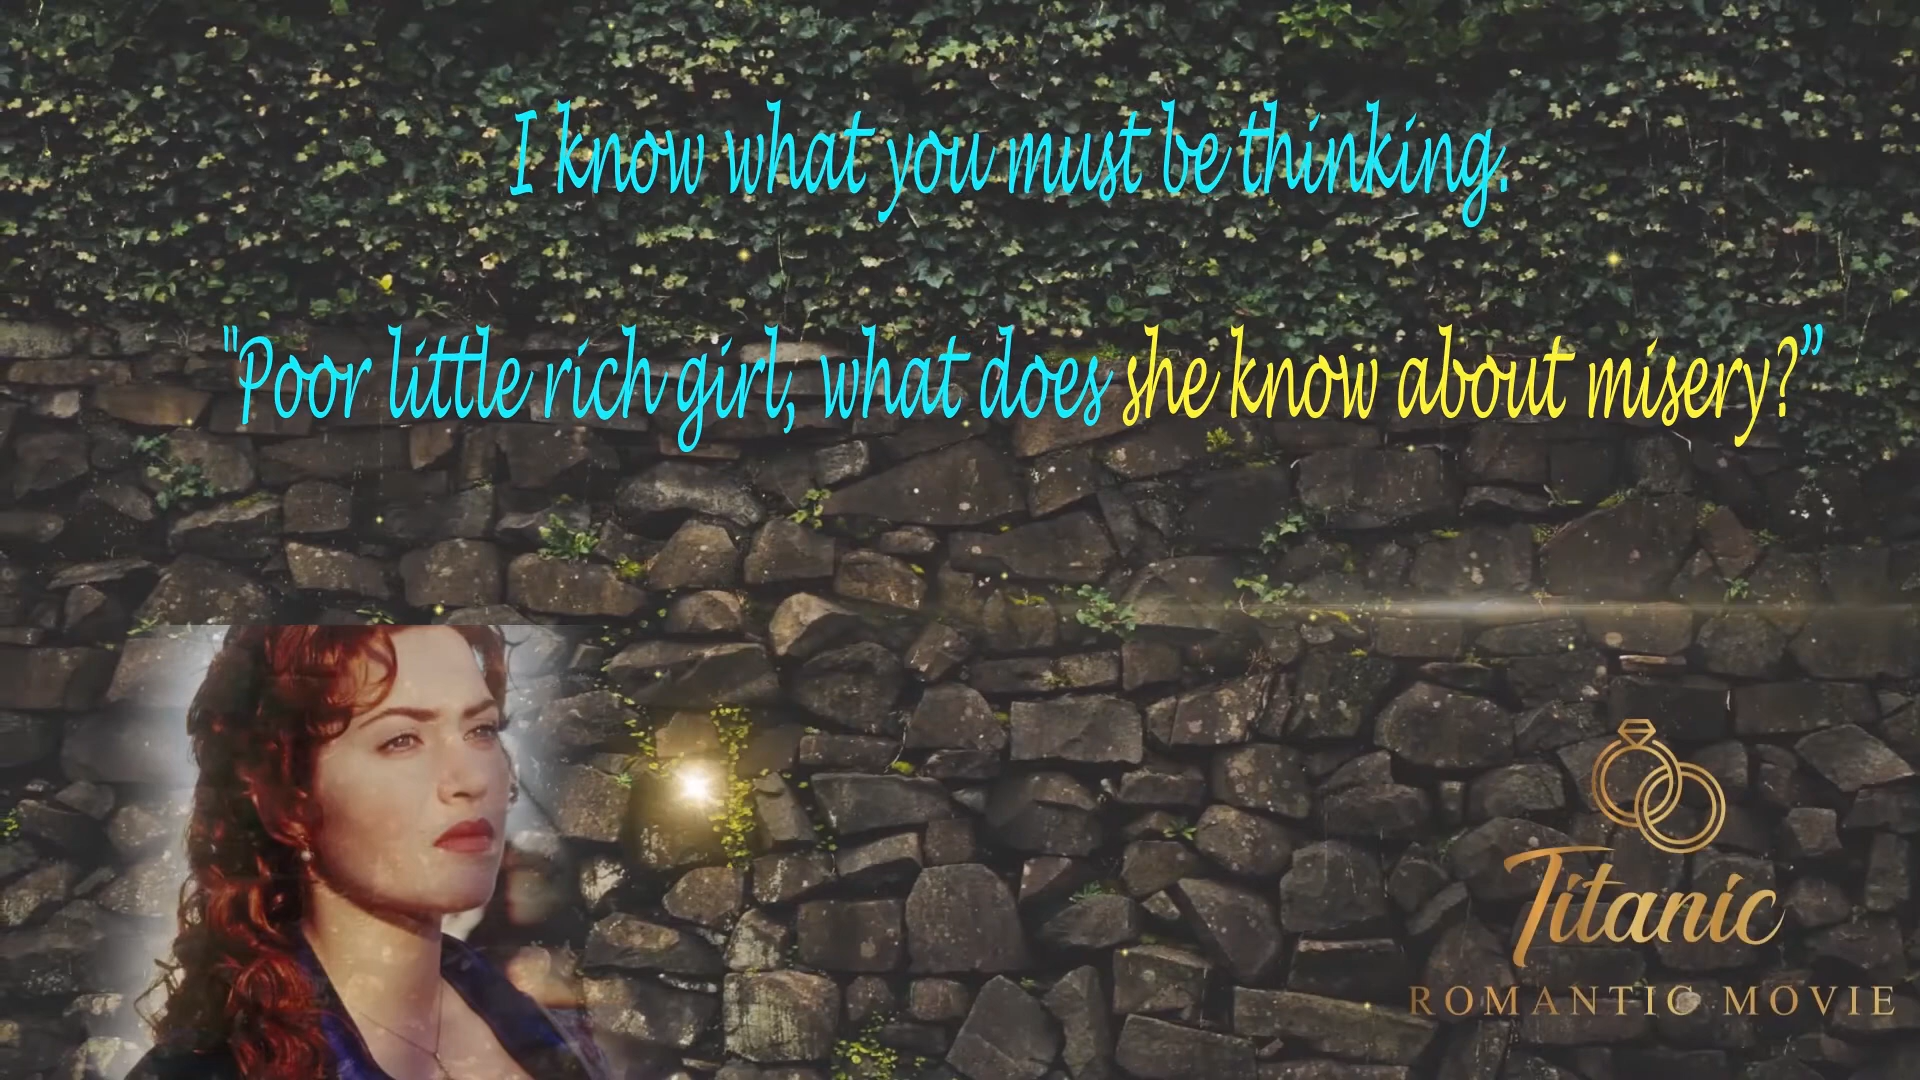 I know what you must be thinking.
"Poor little rich girl, what does she know about misery?”
Titanic
ROMANTIC MOVIE